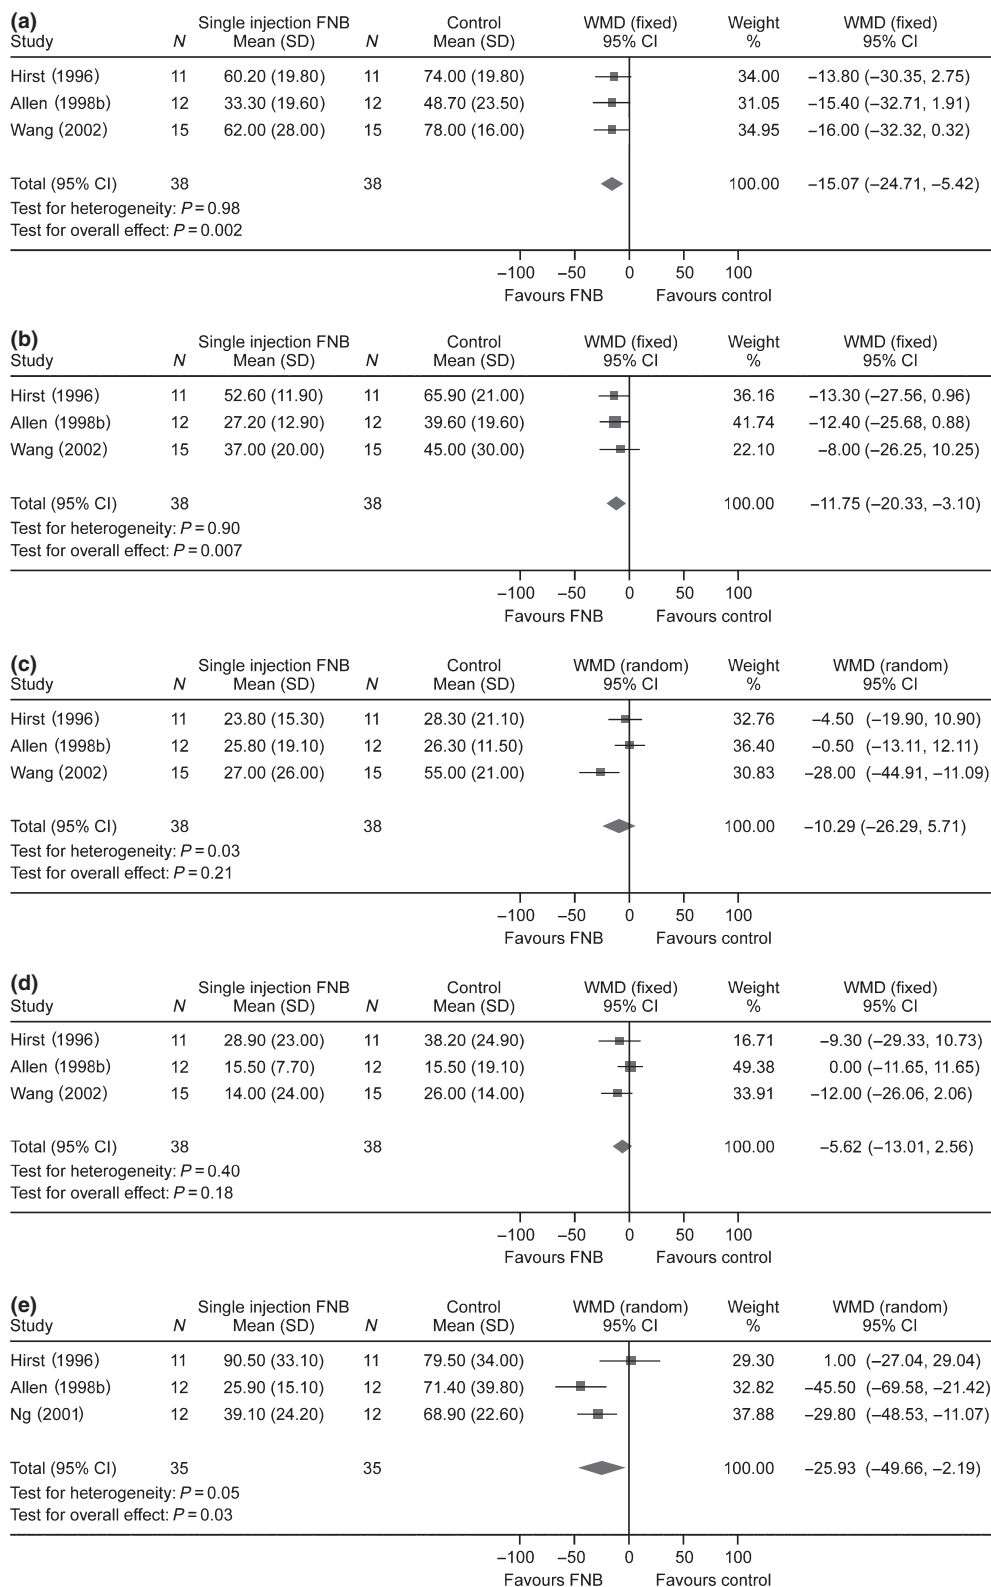 (a)
Single injection FNB Control WMD (fixed) Weight WMD (fixed)
Study N Mean (SD) N Mean (SD) 95% CI % 95% CI
Hirst (1996) 11 60.20 (19.80) 11 74.00 (19.80) 34.00 −13.80 (−30.35, 2.75)
Allen (1998b) 12 33.30 (19.60) 12 48.70 (23.50) 31.05 −15.40 (−32.71, 1.91)
Wang (2002) 15 62.00 (28.00) 15 78.00 (16.00) 34.95 −16.00 (−32.32, 0.32)
Total (95% CI) 38 38 100.00 −15.07 (−24.71, −5.42)
Test for heterogeneity: P = 0.98
Test for overall effect: P = 0.002
−100 −50 0 50 100
Favours FNB Favours control
(b)
Single injection FNB Control WMD (fixed) Weight WMD (fixed)
Study N Mean (SD) N Mean (SD) 95% CI % 95% CI
Hirst (1996) 11 52.60 (11.90) 11 65.90 (21.00) 36.16 −13.30 (−27.56, 0.96)
Allen (1998b) 12 27.20 (12.90) 12 39.60 (19.60) 41.74 −12.40 (−25.68, 0.88)
Wang (2002) 15 37.00 (20.00) 15 45.00 (30.00) 22.10 −8.00 (−26.25, 10.25)
Total (95% CI) 38 38 100.00 −11.75 (−20.33, −3.10)
Test for heterogeneity: P = 0.90
Test for overall effect: P = 0.007
−100 −50 0 50 100
Favours FNB Favours control
(c)
Single injection FNB Control WMD (random) Weight WMD (random)
Study N Mean (SD) N Mean (SD) 95% CI % 95% CI
Hirst (1996) 11 23.80 (15.30) 11 28.30 (21.10) 32.76 −4.50 (−19.90, 10.90)
Allen (1998b) 12 25.80 (19.10) 12 26.30 (11.50) 36.40 −0.50 (−13.11, 12.11)
Wang (2002) 15 27.00 (26.00) 15 55.00 (21.00) 30.83 −28.00 (−44.91, −11.09)
Total (95% CI) 38 38 100.00 −10.29 (−26.29, 5.71)
Test for heterogeneity: P = 0.03
Test for overall effect: P = 0.21
−100 −50 0 50 100
Favours FNB Favours control
(d)
Single injection FNB Control WMD (fixed) Weight WMD (fixed)
Study N Mean (SD) N Mean (SD) 95% CI % 95% CI
Hirst (1996) 11 28.90 (23.00) 11 38.20 (24.90) 16.71 −9.30 (−29.33, 10.73)
Allen (1998b) 12 15.50 (7.70) 12 15.50 (19.10) 49.38 0.00 (−11.65, 11.65)
Wang (2002) 15 14.00 (24.00) 15 26.00 (14.00) 33.91 −12.00 (−26.06, 2.06)
Total (95% CI) 38 38 100.00 −5.62 (−13.01, 2.56)
Test for heterogeneity: P = 0.40
Test for overall effect: P = 0.18
−100 −50 0 50 100
Favours FNB Favours control
(e)
Single injection FNB Control WMD (random) Weight WMD (random)
Study N Mean (SD) N Mean (SD) 95% CI % 95% CI
Hirst (1996) 11 90.50 (33.10) 11 79.50 (34.00) 29.30 1.00 (−27.04, 29.04)
Allen (1998b) 12 25.90 (15.10) 12 71.40 (39.80) 32.82 −45.50 (−69.58, −21.42)
Ng (2001) 12 39.10 (24.20) 12 68.90 (22.60) 37.88 −29.80 (−48.53, −11.07)
Total (95% CI) 35 35 100.00 −25.93 (−49.66, −2.19)
Test for heterogeneity: P = 0.05
Test for overall effect: P = 0.03
−100 −50 0 50 100
Favours FNB Favours control